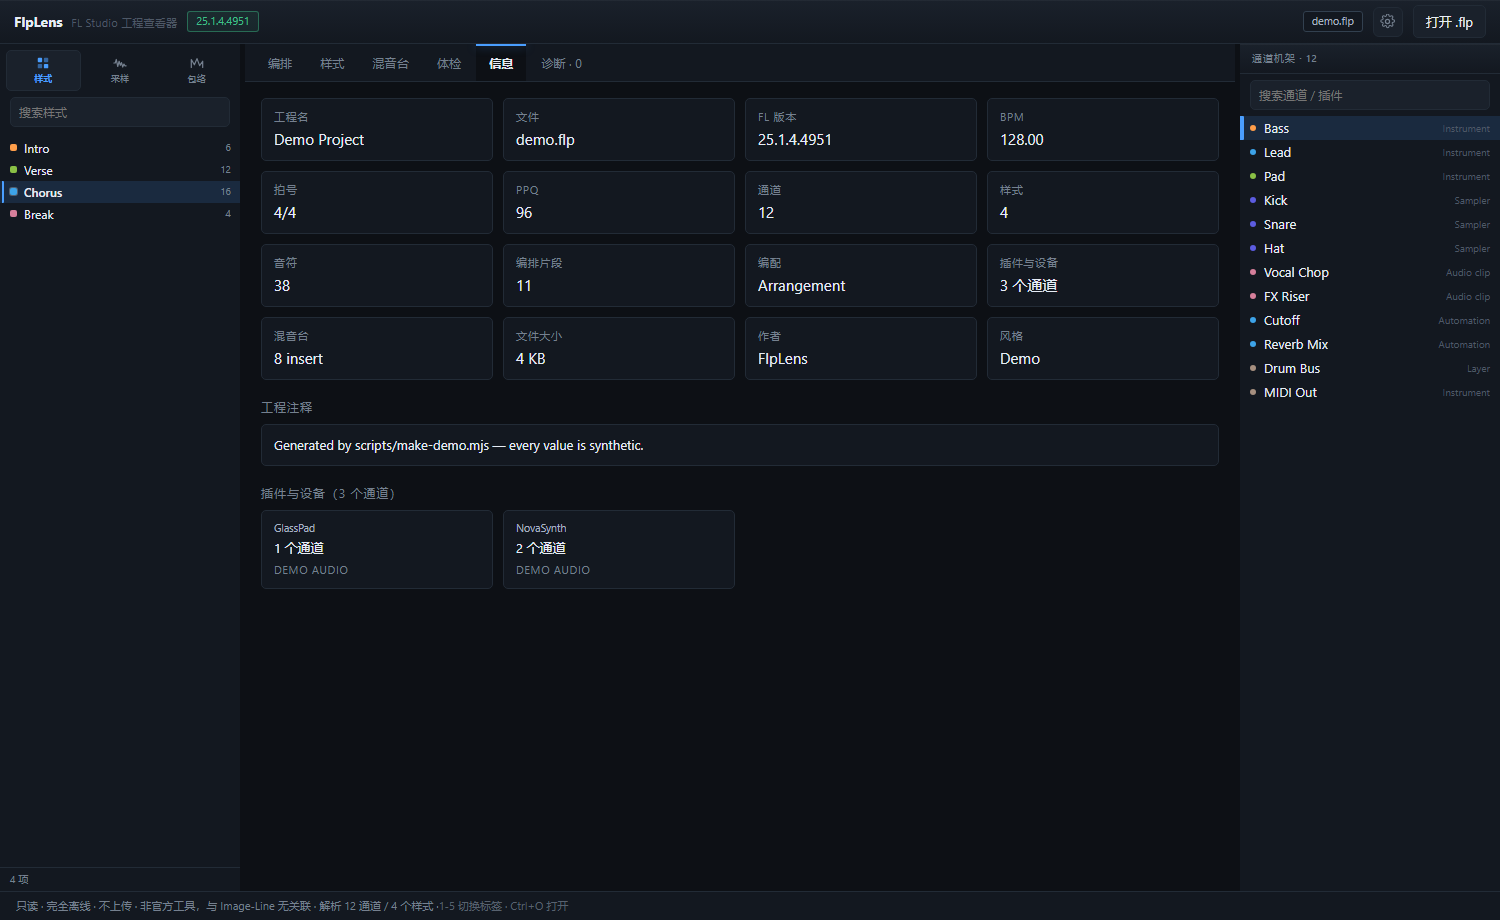 FlpLens FL Studio 工程查看器 25.1.4.4951 demo.flp 打开 .flp
样式 采样 包络
搜索样式
Intro 6
Verse 12
Chorus 16
Break 4
4 项
编排 样式 混音台 体检 信息 诊断 · 0
工程名 文件 FL 版本 BPM
Demo Project demo.flp 25.1.4.4951 128.00
拍号 PPQ 通道 样式
4/4 96 12 4
音符 编排片段 编配 插件与设备
38 11 Arrangement 3 个通道
混音台 文件大小 作者 风格
8 insert 4 KB FlpLens Demo
工程注释
Generated by scripts/make-demo.mjs — every value is synthetic.
插件与设备（3 个通道）
GlassPad NovaSynth
1 个通道 2 个通道
DEMO AUDIO DEMO AUDIO
通道机架 · 12
搜索通道 / 插件
Bass Instrument
Lead Instrument
Pad Instrument
Kick Sampler
Snare Sampler
Hat Sampler
Vocal Chop Audio clip
FX Riser Audio clip
Cutoff Automation
Reverb Mix Automation
Drum Bus Layer
MIDI Out Instrument
只读 · 完全离线 · 不上传 · 非官方工具，与 Image-Line 无关联 · 解析 12 通道 / 4 个样式 ·1-5 切换标签 · Ctrl+O 打开